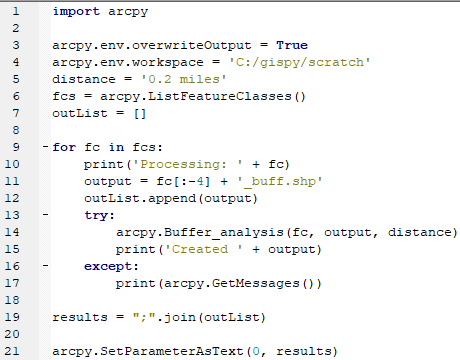 1 import arcpy
2
3 arcpy.env.overwriteOutput = True
4 arcpy.env.workspace = 'C:/gispy/scratch'
5 distance = '0.2 miles'
6 fcs = arcpy.ListFeatureClasses()
7 outList = []
8
9 - for fc in fcs:
10     print('Processing: ' + fc)
11     output = fc[:-4] + '_buff.shp'
12     outList.append(output)
13 -     try:
14         arcpy.Buffer_analysis(fc, output, distance)
15         print('Created ' + output)
16 -     except:
17         print(arcpy.GetMessages())
18
19 results = ";".join(outList)
20
21 arcpy.SetParameterAsText(0, results)